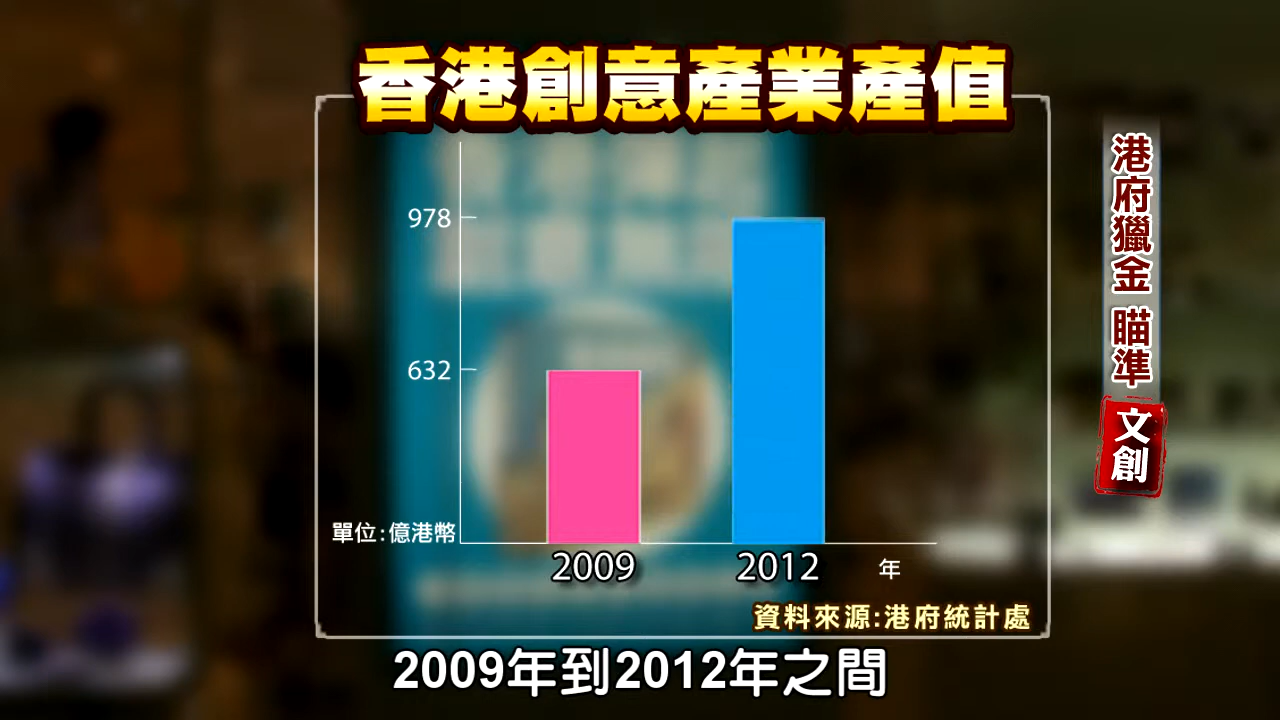 香港創意產業產值
978
632
單位:億港幣
2009
2012
年
資料來源:港府統計處
港府獵金 瞄準
文創
2009年到2012年之間